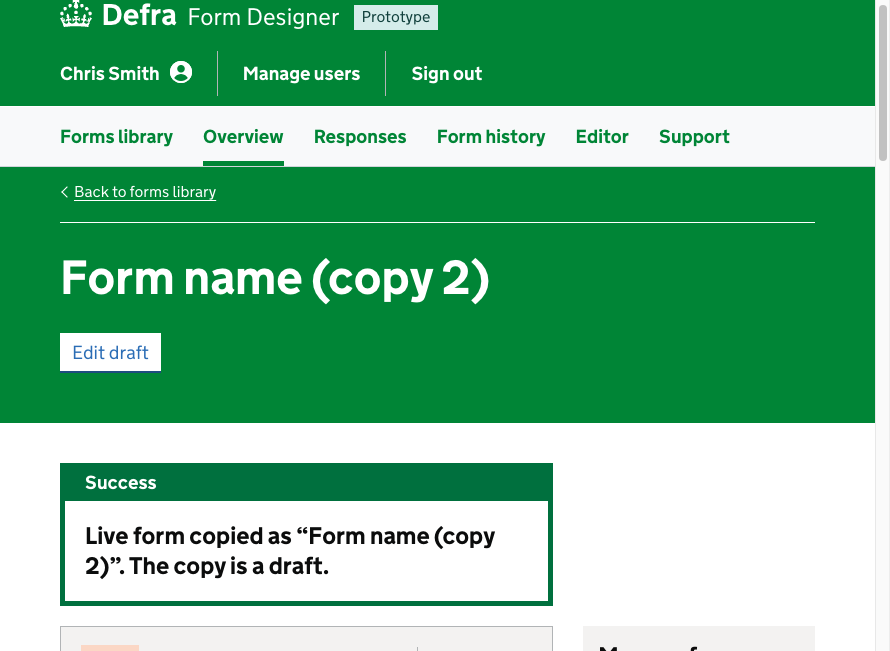 Defra Form Designer Prototype
Chris Smith Manage users Sign out
Forms library Overview Responses Form history Editor Support
Back to forms library
Form name (copy 2)
Edit draft
Success
Live form copied as “Form name (copy
2)”. The copy is a draft.